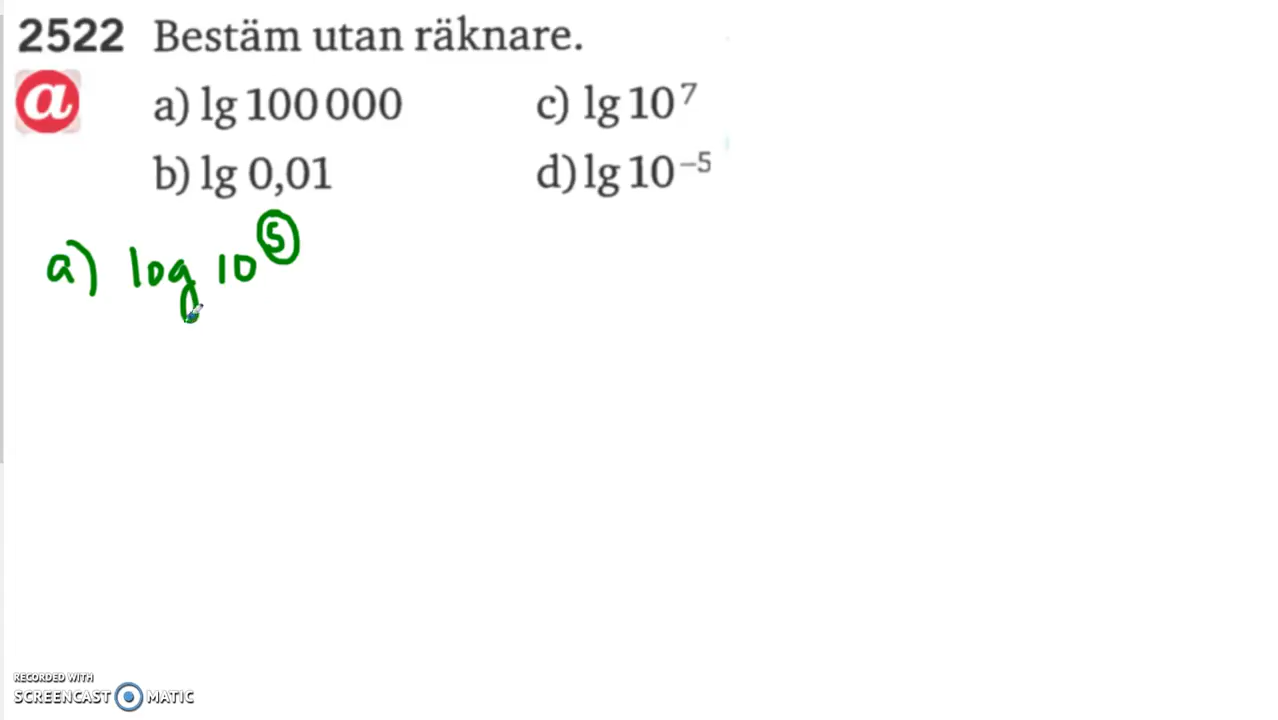 2522 Bestäm utan räknare.
a
a) lg 100 000
b) lg 0,01
c) lg 10⁷
d) lg 10⁻⁵
a) log 10⁵
RECORDED WITH
SCREENCAST MATIC